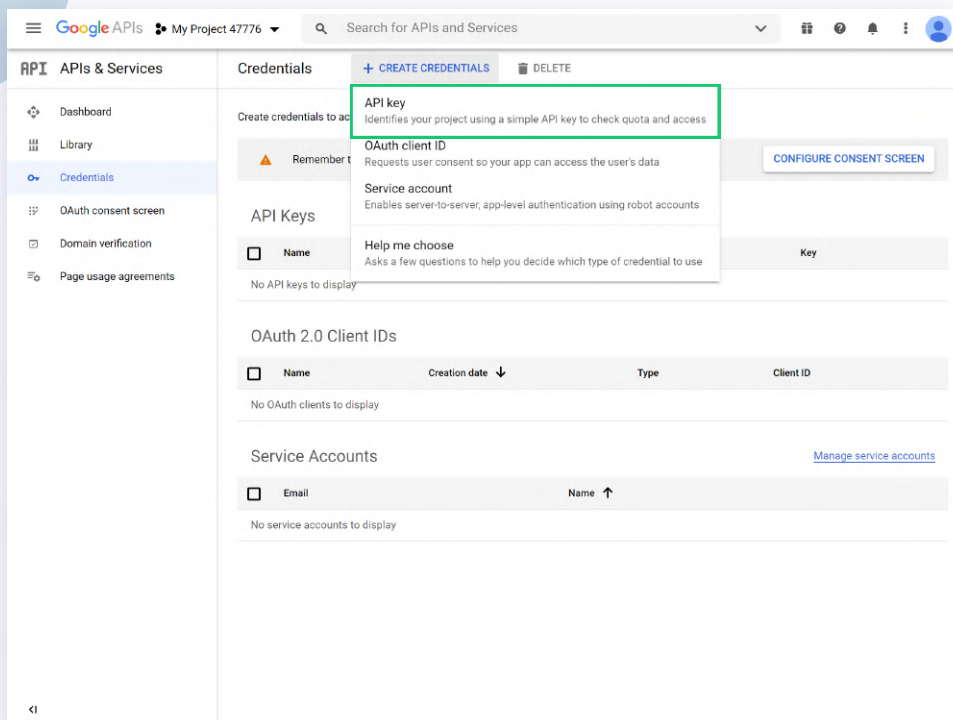 Google APIs My Project 47776 Search for APIs and Services
API APIs & Services
Credentials + CREATE CREDENTIALS DELETE
Dashboard
Library
Credentials
OAuth consent screen
Domain verification
Page usage agreements
Create credentials to ac
API key
Identifies your project using a simple API key to check quota and access
OAuth client ID
Requests user consent so your app can access the user's data
Service account
Enables server-to-server, app-level authentication using robot accounts
Help me choose
Asks a few questions to help you decide which type of credential to use
Remember t
CONFIGURE CONSENT SCREEN
API Keys
Name Key
No API keys to display
OAuth 2.0 Client IDs
Name Creation date Type Client ID
No OAuth clients to display
Service Accounts Manage service accounts
Email Name
No service accounts to display